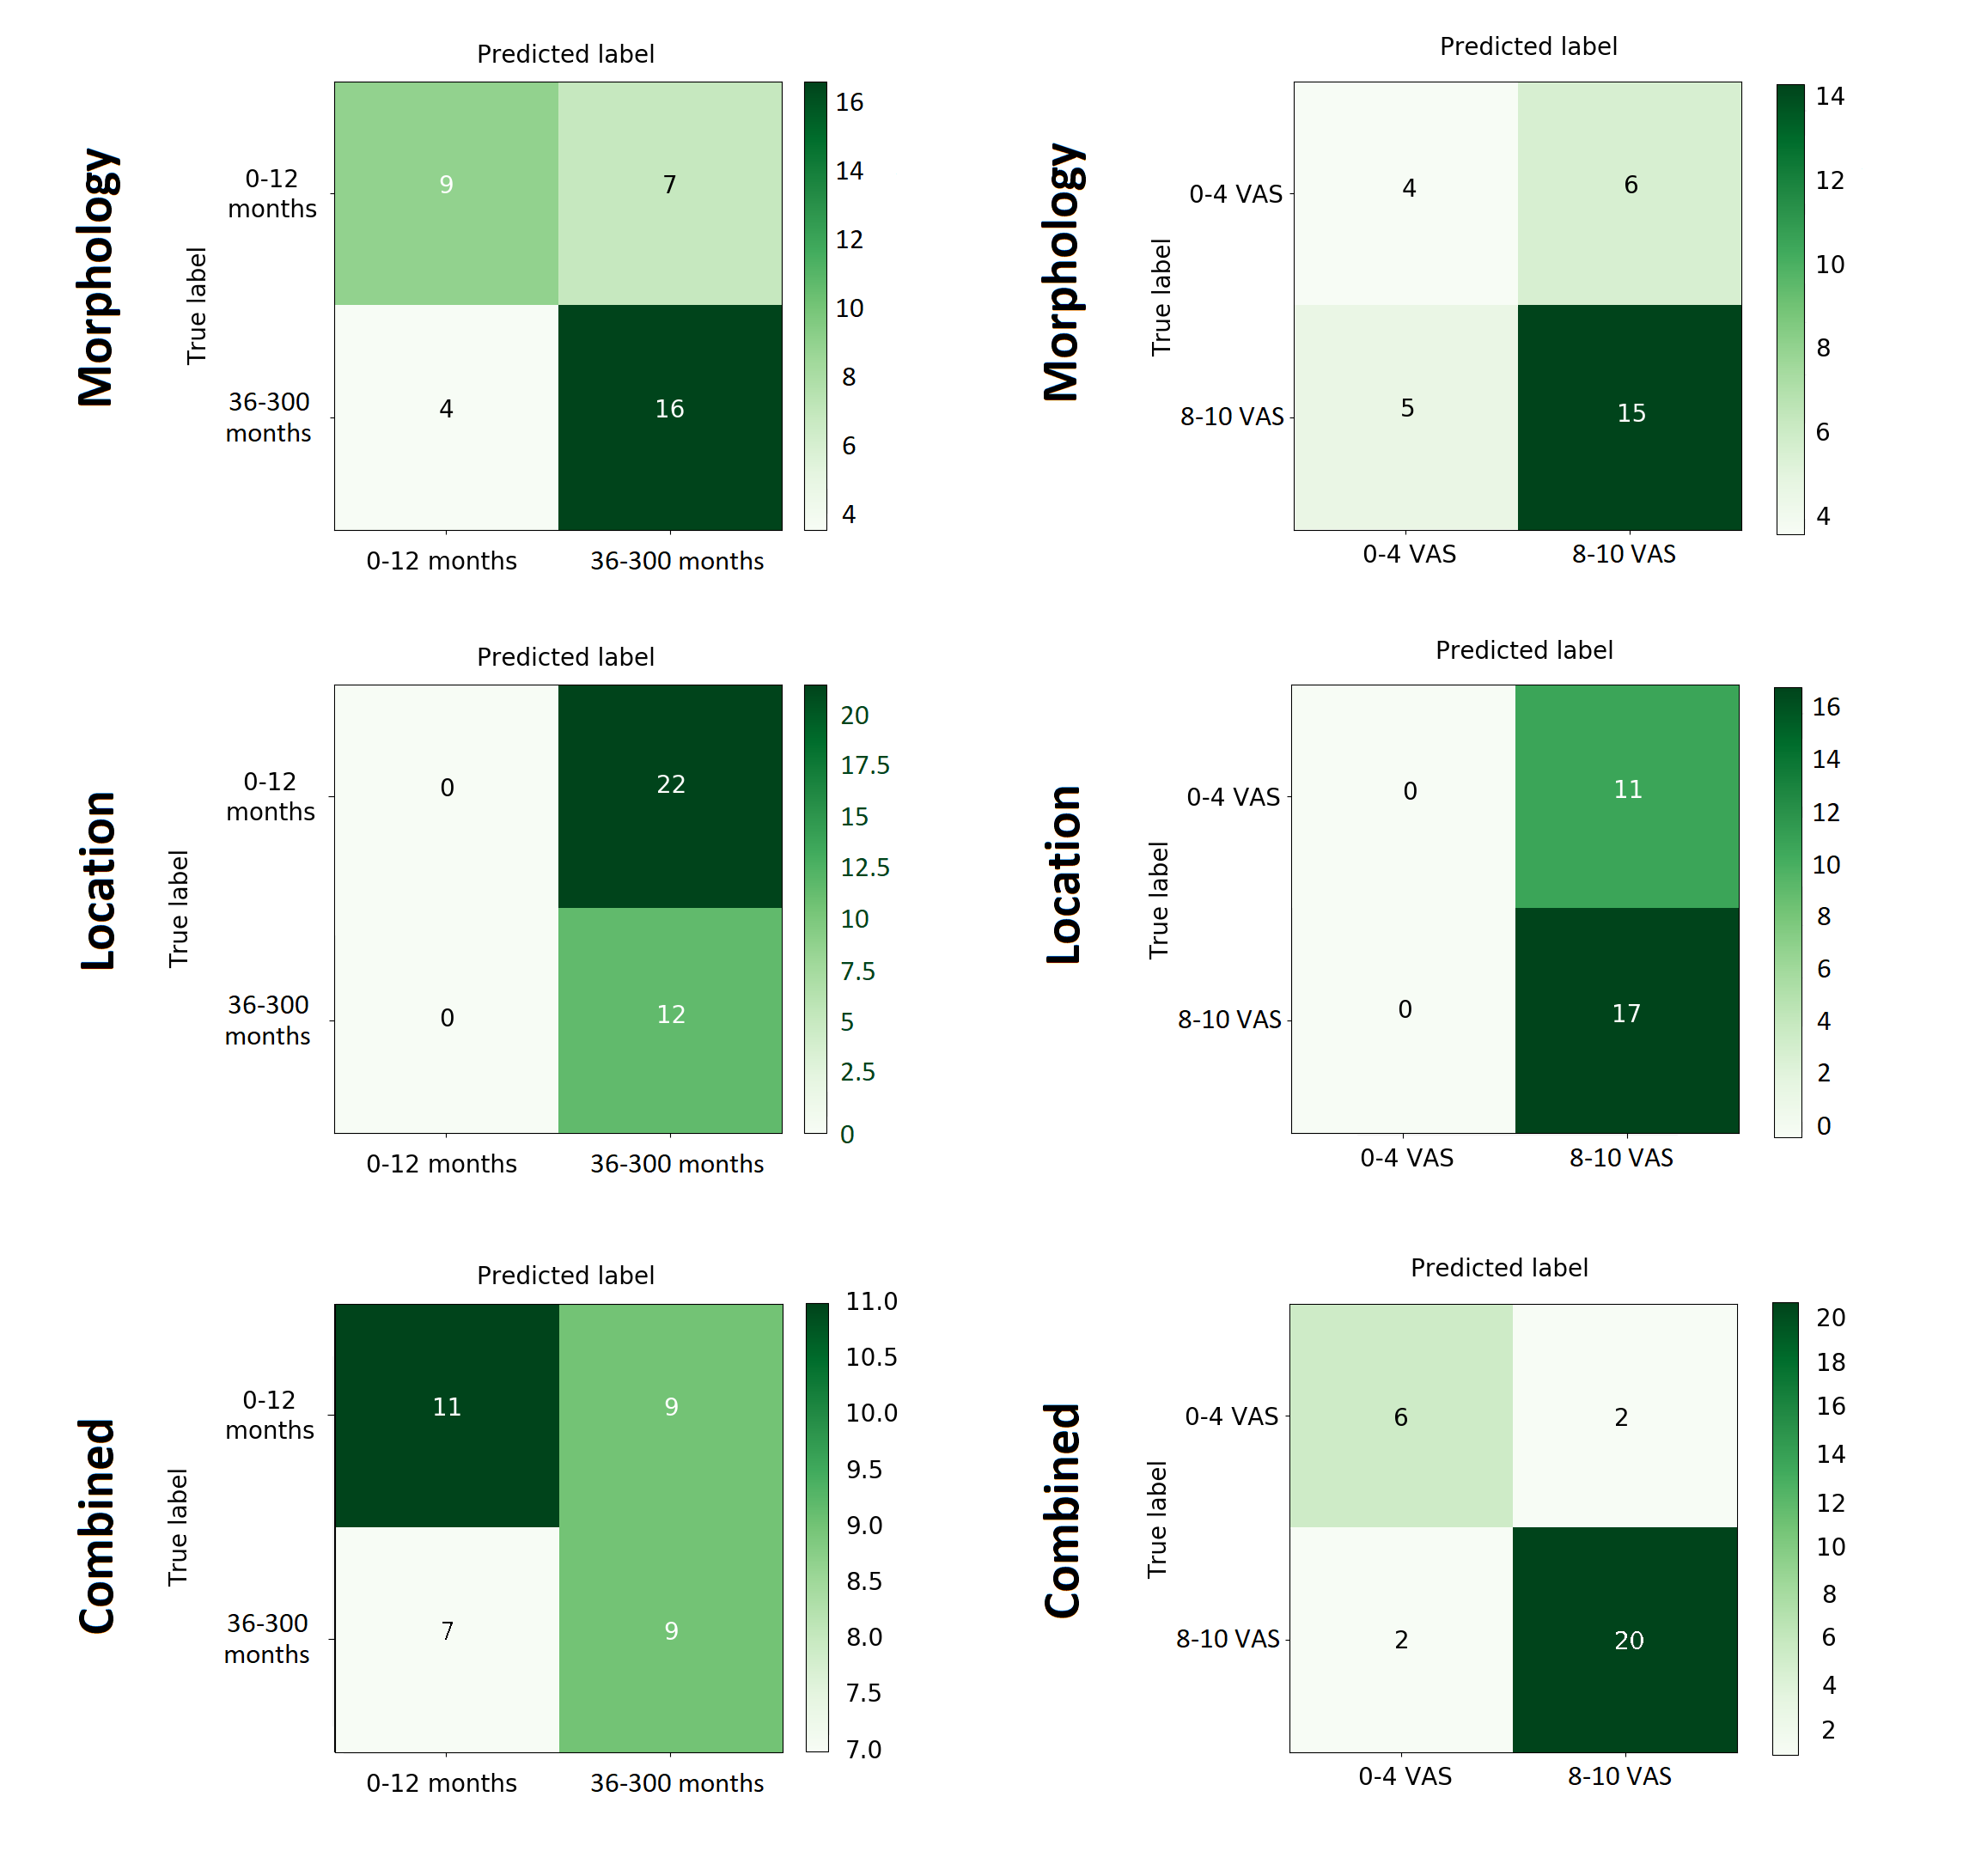 Predicted label
Morphology
True label
0-12
months
36-300
months
9
7
4
16
0-12 months
36-300 months
16
14
12
10
8
6
4
Predicted label
Morphology
True label
0-4 VAS
8-10 VAS
4
6
5
15
0-4 VAS
8-10 VAS
14
12
10
8
6
4
Predicted label
Location
True label
0-12
months
36-300
months
0
22
0
12
0-12 months
36-300 months
20
17.5
15
12.5
10
7.5
5
2.5
0
Predicted label
Location
True label
0-4 VAS
8-10 VAS
0
11
0
17
0-4 VAS
8-10 VAS
16
14
12
10
8
6
4
2
0
Predicted label
Combined
True label
0-12
months
36-300
months
11
9
7
9
0-12 months
36-300 months
11.0
10.5
10.0
9.5
9.0
8.5
8.0
7.5
7.0
Predicted label
Combined
True label
0-4 VAS
8-10 VAS
6
2
2
20
0-4 VAS
8-10 VAS
20
18
16
14
12
10
8
6
4
2